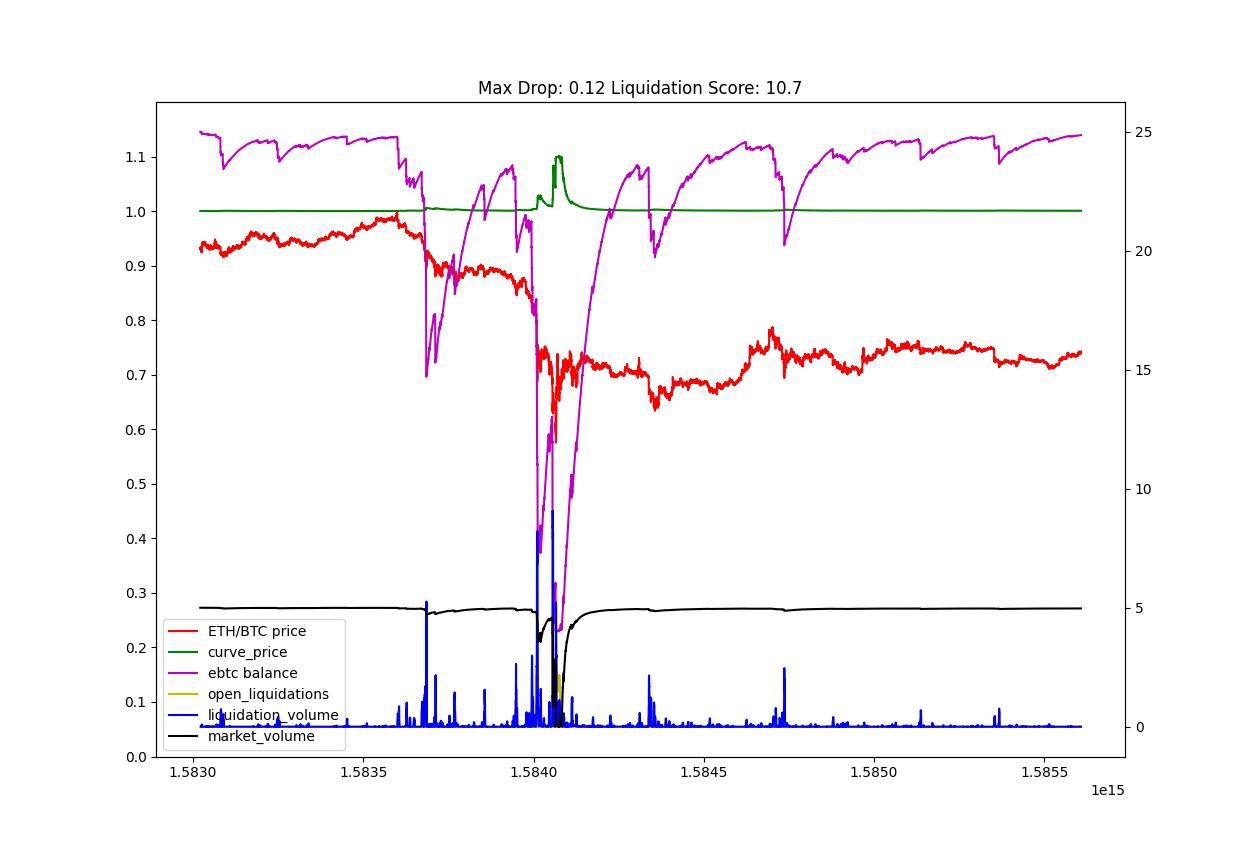 Max Drop: 0.12 Liquidation Score: 10.7
1.1
1.0
0.9
0.8
0.7
0.6
0.5
0.4
0.3
0.2
0.1
0.0
25
20
15
10
5
0
ETH/BTC price
curve_price
ebtc balance
open_liquidations
liquidation_volume
market_volume
1.5830 1.5835 1.5840 1.5845 1.5850 1.5855
1e15